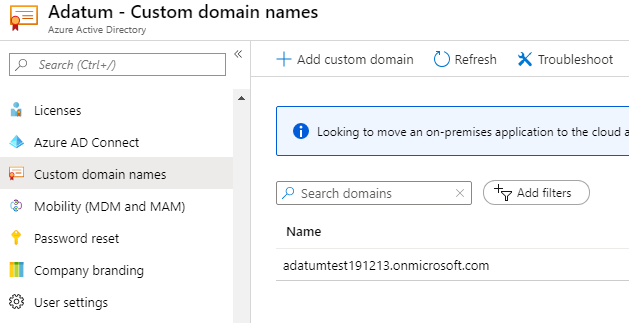 Adatum - Custom domain names
Azure Active Directory
Search (Ctrl+/)
«
Licenses
Azure AD Connect
Custom domain names
Mobility (MDM and MAM)
Password reset
Company branding
User settings
+ Add custom domain
Refresh
Troubleshoot
Looking to move an on-premises application to the cloud a
Search domains
Add filters
Name
adatumtest191213.onmicrosoft.com